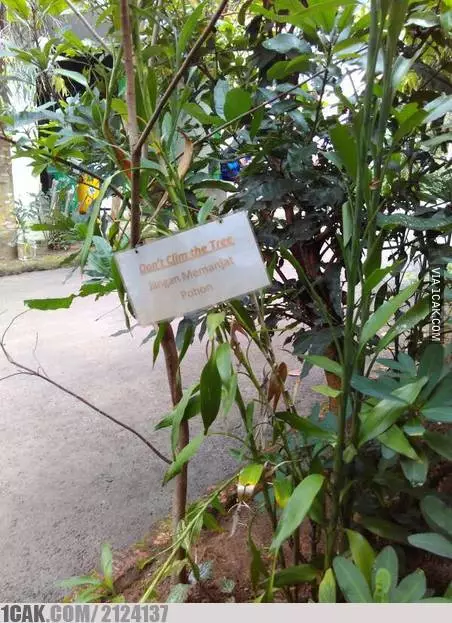 Don't Clim the Tree
Jangan Memanjat
Pohon
VIA 1CAK.COM
1CAK.COM/2124137